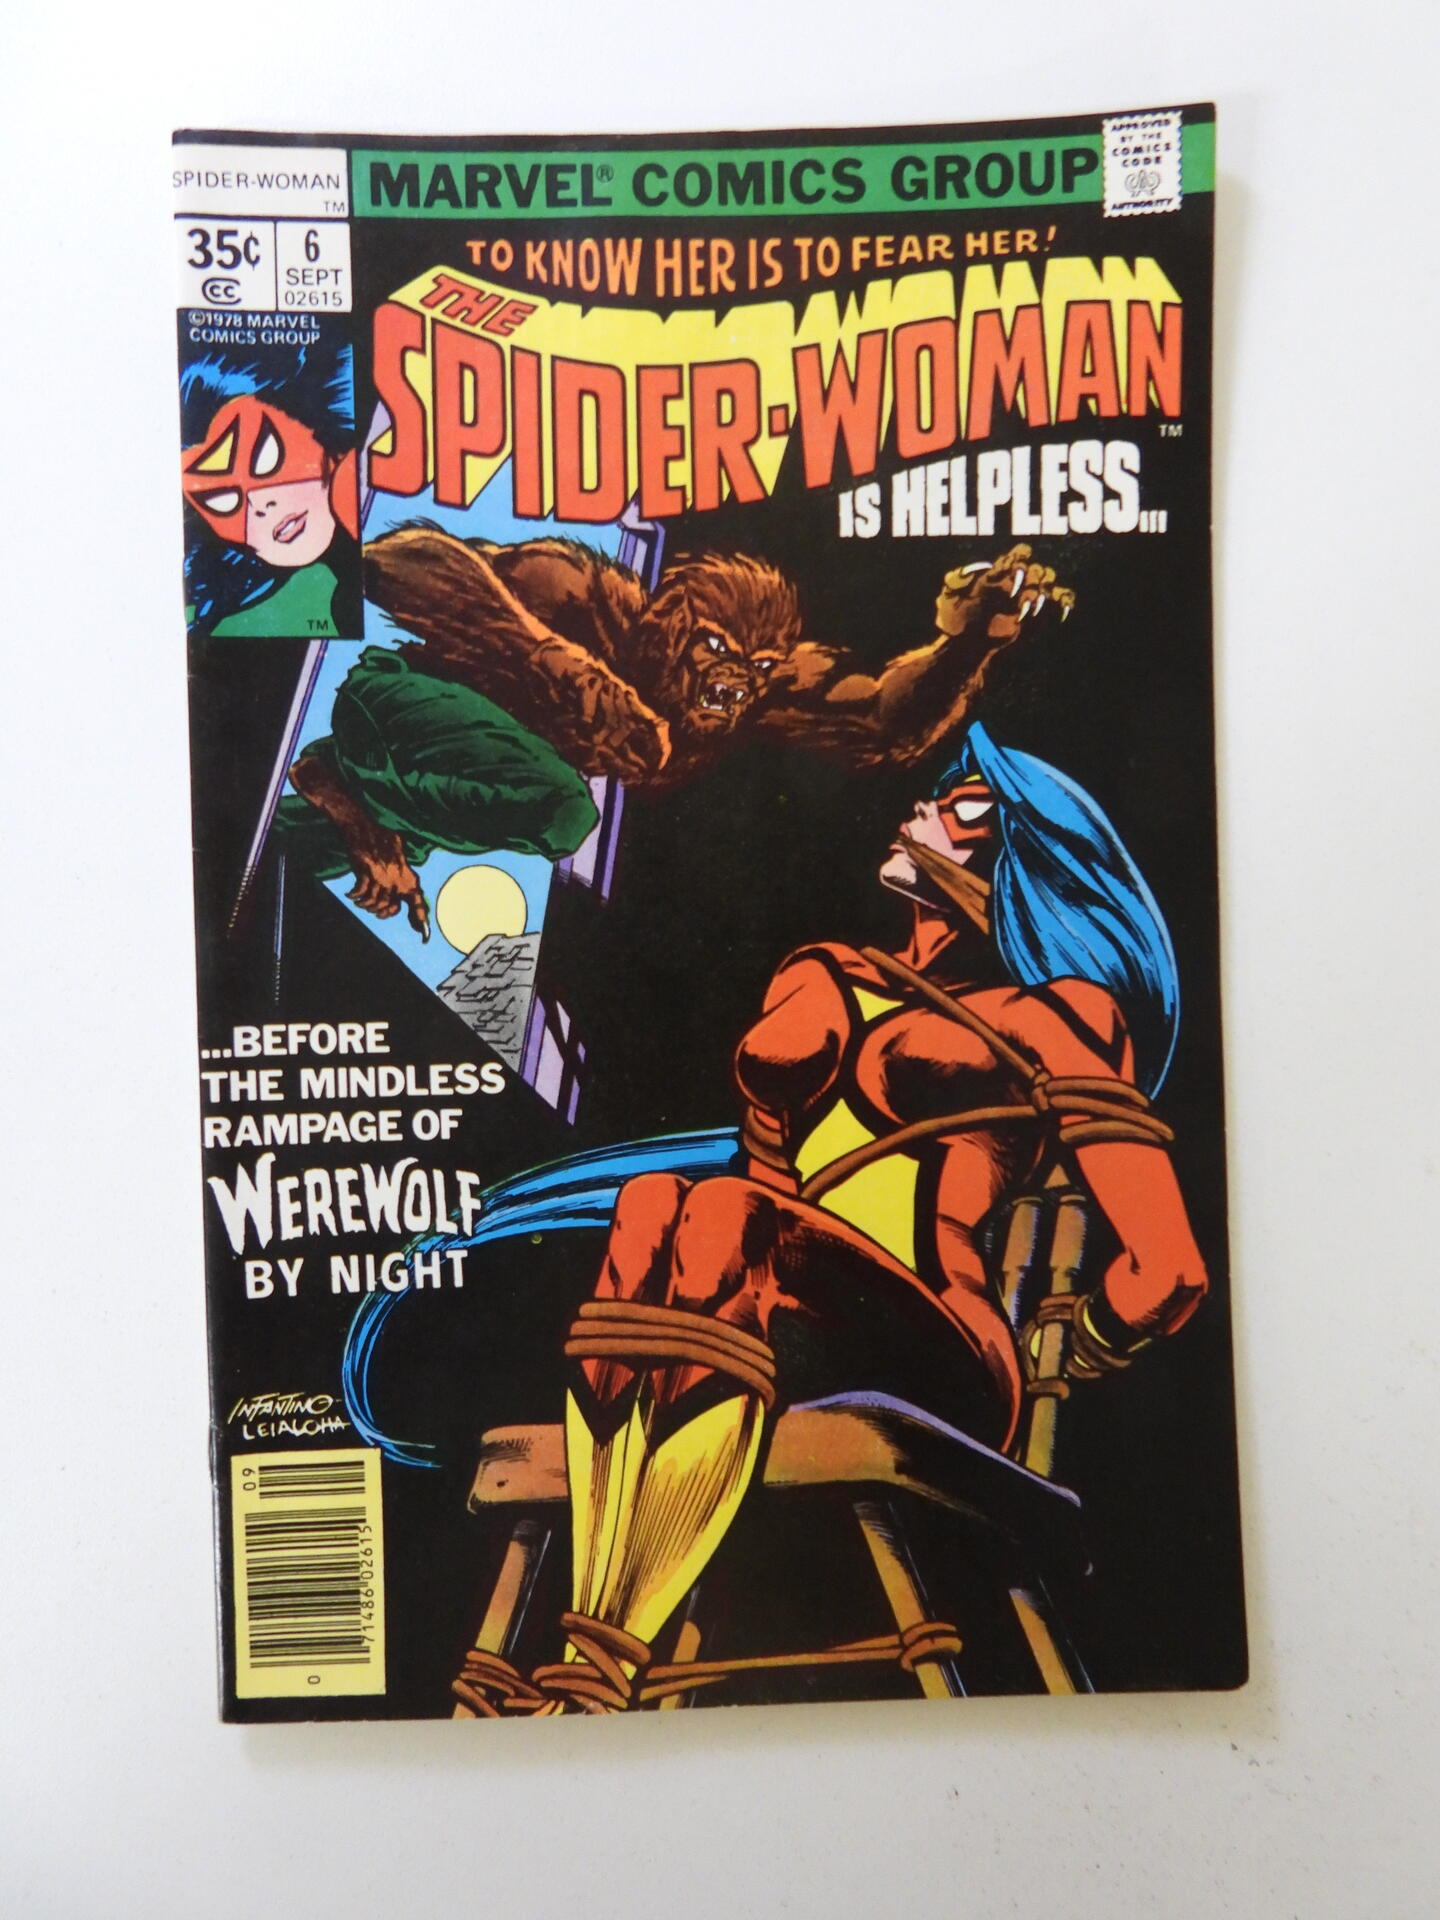 SPIDER-WOMAN
TM
MARVEL® COMICS GROUP
APPROVED
BY THE
COMICS
CODE
AUTHORITY
35¢
CC
6
SEPT
02615
©1978 MARVEL
COMICS GROUP
TM
TO KNOW HER IS TO FEAR HER!
THE
SPIDER-WOMAN
TM
IS HELPLESS...
...BEFORE
THE MINDLESS
RAMPAGE OF
WEREWOLF
BY NIGHT
INFANTINO-
LEIALOHA
09
71486 02615
0